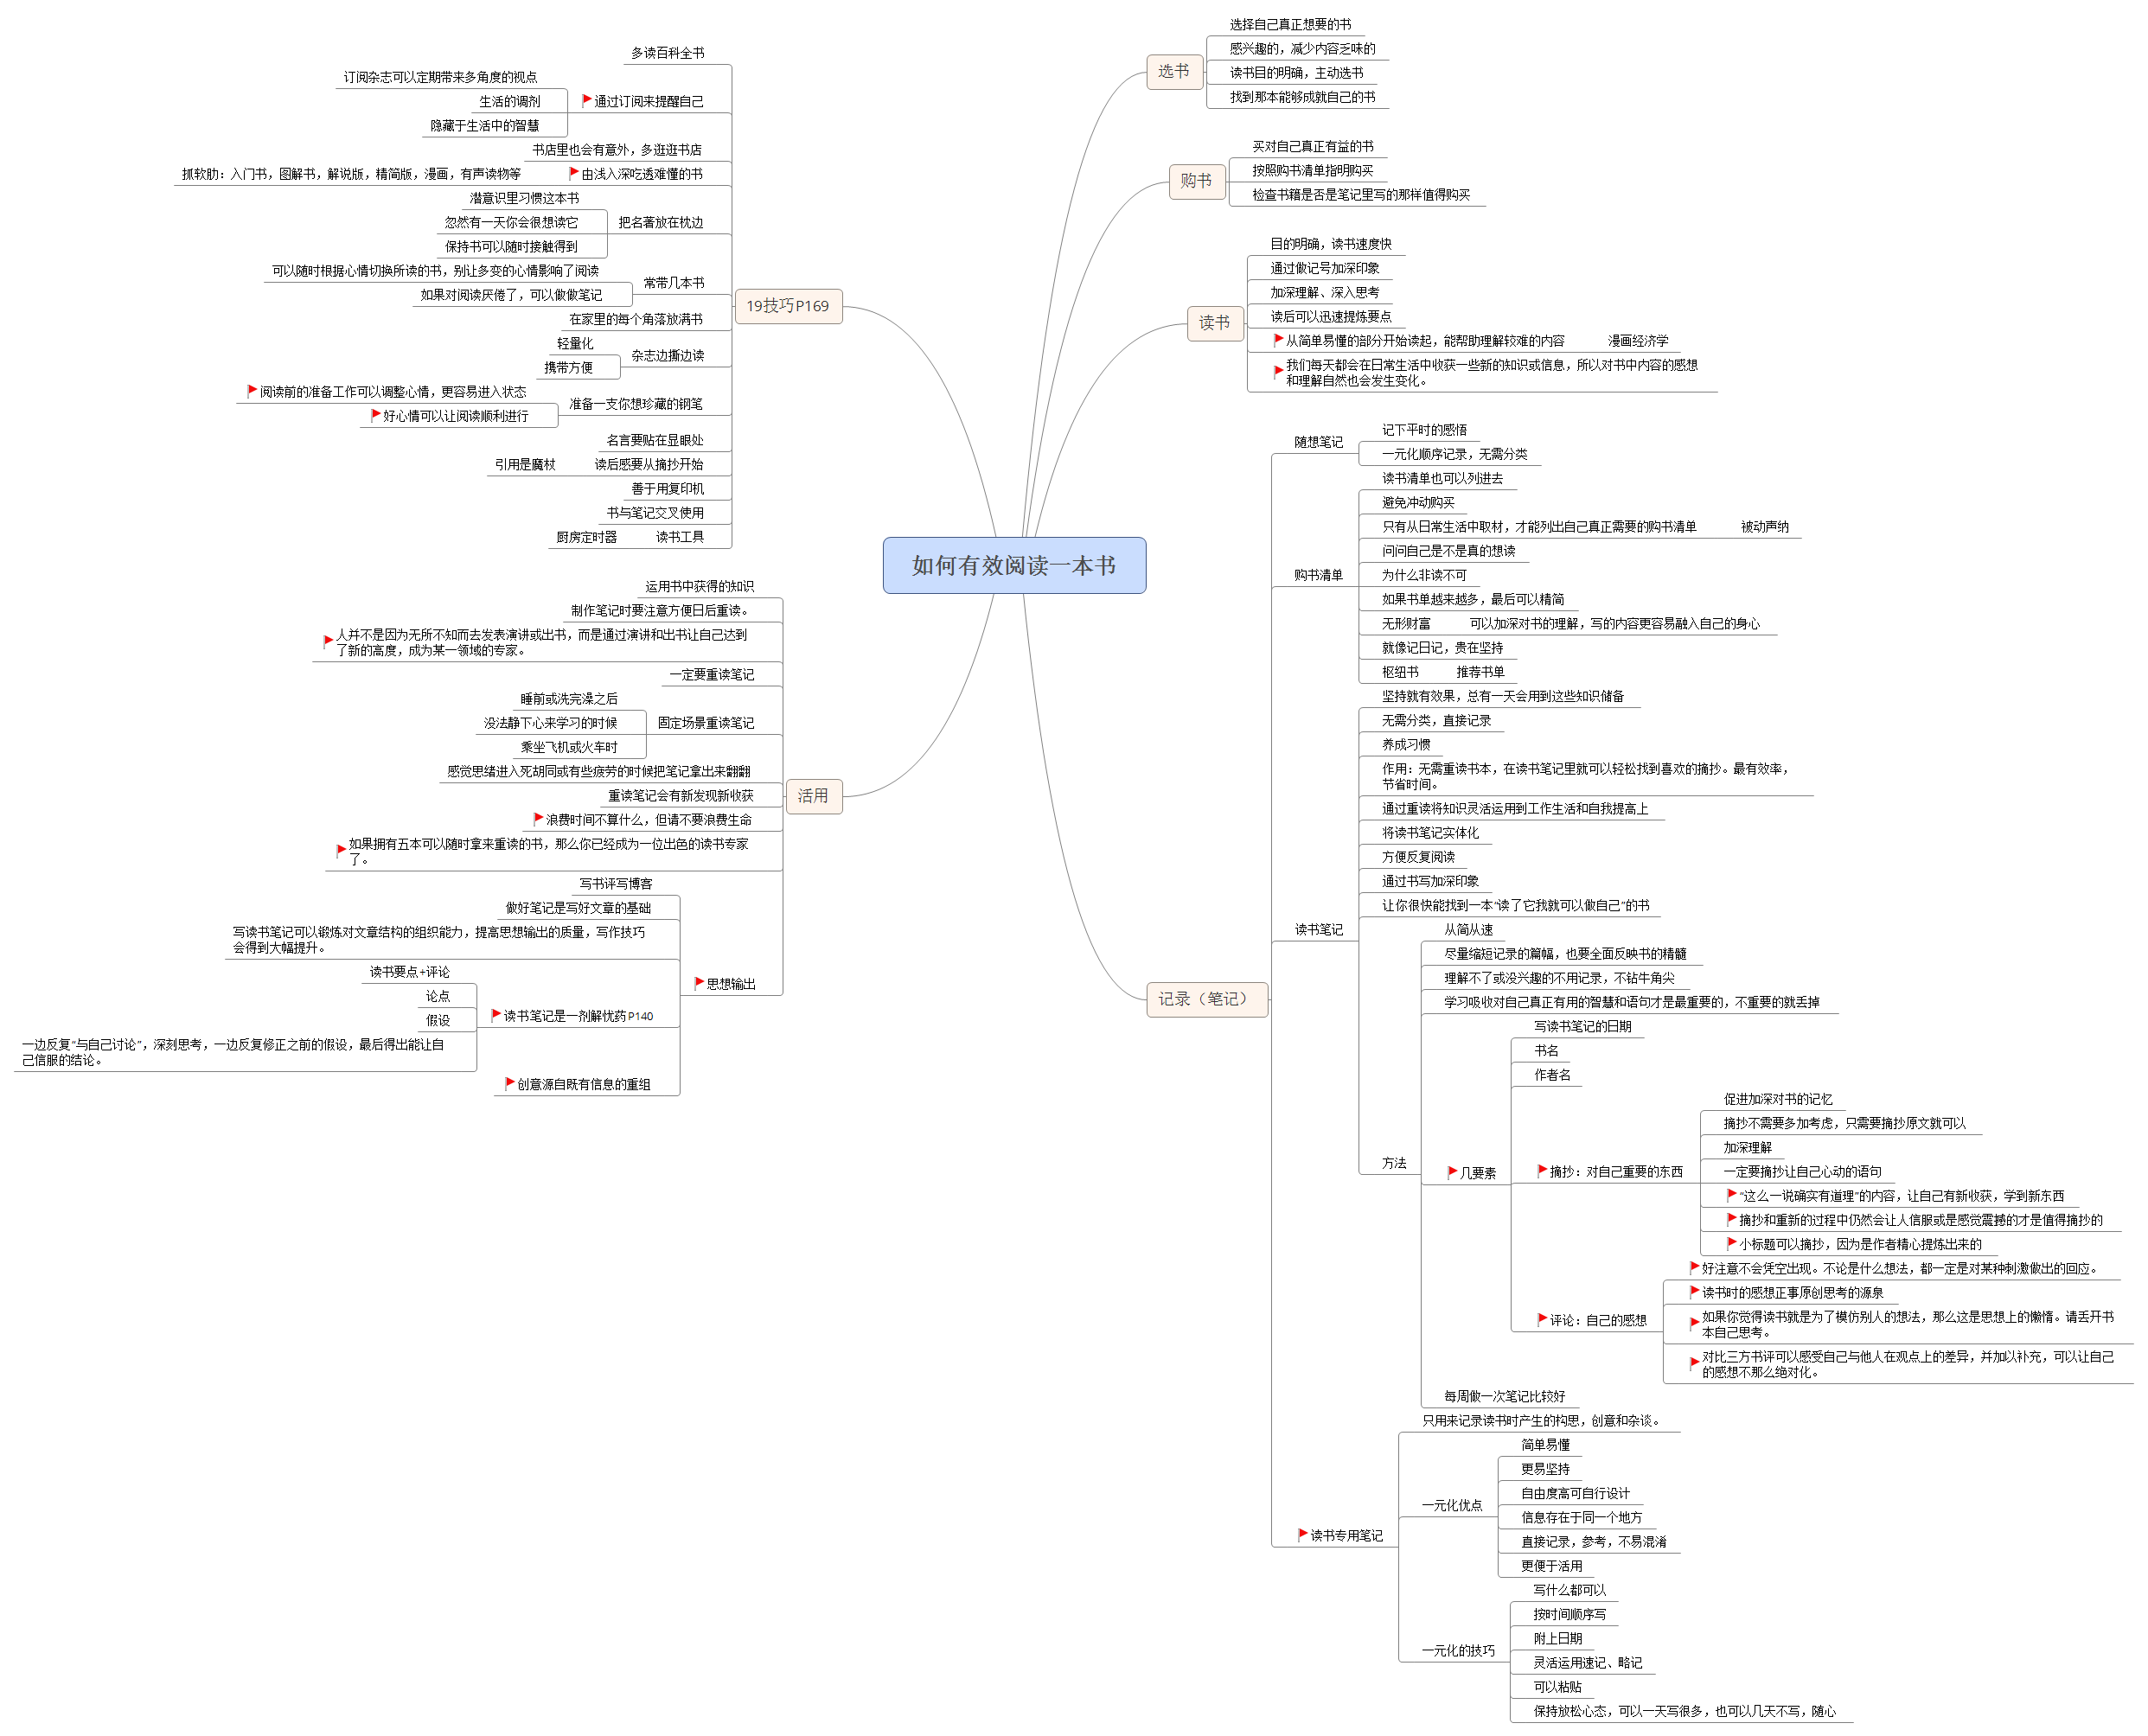 如何有效阅读一本书
选书
选择自己真正想要的书
感兴趣的，减少内容乏味的
读书目的明确，主动选书
找到那本能够成就自己的书
购书
买对自己真正有益的书
按照购书清单指明购买
检查书籍是否是笔记里写的那样值得购买
读书
目的明确，读书速度快
通过做记号加深印象
加深理解、深入思考
读后可以迅速提炼要点
从简单易懂的部分开始读起，能帮助理解较难的内容
漫画经济学
我们每天都会在日常生活中收获一些新的知识或信息，所以对书中内容的感想
和理解自然也会发生变化。
记录（笔记）
随想笔记
记下平时的感悟
一元化顺序记录，无需分类
购书清单
读书清单也可以列进去
避免冲动购买
只有从日常生活中取材，才能列出自己真正需要的购书清单
被动声纳
问问自己是不是真的想读
为什么非读不可
如果书单越来越多，最后可以精简
无形财富
可以加深对书的理解，写的内容更容易融入自己的身心
就像记日记，贵在坚持
枢纽书
推荐书单
读书笔记
坚持就有效果，总有一天会用到这些知识储备
无需分类，直接记录
养成习惯
作用：无需重读书本，在读书笔记里就可以轻松找到喜欢的摘抄。最有效率，
节省时间。
通过重读将知识灵活运用到工作生活和自我提高上
将读书笔记实体化
方便反复阅读
通过书写加深印象
让你很快能找到一本“读了它我就可以做自己”的书
方法
从简从速
尽量缩短记录的篇幅，也要全面反映书的精髓
理解不了或没兴趣的不用记录，不钻牛角尖
学习吸收对自己真正有用的智慧和语句才是最重要的，不重要的就丢掉
几要素
写读书笔记的日期
书名
作者名
摘抄：对自己重要的东西
促进加深对书的记忆
摘抄不需要多加考虑，只需要摘抄原文就可以
加深理解
一定要摘抄让自己心动的语句
“这么一说确实有道理”的内容，让自己有新收获，学到新东西
摘抄和重新的过程中仍然会让人信服或是感觉震撼的才是值得摘抄的
小标题可以摘抄，因为是作者精心提炼出来的
评论：自己的感想
好注意不会凭空出现。不论是什么想法，都一定是对某种刺激做出的回应。
读书时的感想正事原创思考的源泉
如果你觉得读书就是为了模仿别人的想法，那么这是思想上的懒惰。请丢开书
本自己思考。
对比三方书评可以感受自己与他人在观点上的差异，并加以补充，可以让自己
的感想不那么绝对化。
每周做一次笔记比较好
读书专用笔记
只用来记录读书时产生的构思，创意和杂谈。
一元化优点
简单易懂
更易坚持
自由度高可自行设计
信息存在于同一个地方
直接记录，参考，不易混淆
更便于活用
一元化的技巧
写什么都可以
按时间顺序写
附上日期
灵活运用速记、略记
可以粘贴
保持放松心态，可以一天写很多，也可以几天不写，随心
19技巧P169
多读百科全书
通过订阅来提醒自己
订阅杂志可以定期带来多角度的视点
生活的调剂
隐藏于生活中的智慧
书店里也会有意外，多逛逛书店
由浅入深吃透难懂的书
抓软肋：入门书，图解书，解说版，精简版，漫画，有声读物等
把名著放在枕边
潜意识里习惯这本书
忽然有一天你会很想读它
保持书可以随时接触得到
常带几本书
可以随时根据心情切换所读的书，别让多变的心情影响了阅读
如果对阅读厌倦了，可以做做笔记
在家里的每个角落放满书
杂志边撕边读
轻量化
携带方便
准备一支你想珍藏的钢笔
阅读前的准备工作可以调整心情，更容易进入状态
好心情可以让阅读顺利进行
名言要贴在显眼处
读后感要从摘抄开始
引用是魔杖
善于用复印机
书与笔记交叉使用
读书工具
厨房定时器
活用
运用书中获得的知识
制作笔记时要注意方便日后重读。
人并不是因为无所不知而去发表演讲或出书，而是通过演讲和出书让自己达到
了新的高度，成为某一领域的专家。
一定要重读笔记
固定场景重读笔记
睡前或洗完澡之后
没法静下心来学习的时候
乘坐飞机或火车时
感觉思绪进入死胡同或有些疲劳的时候把笔记拿出来翻翻
重读笔记会有新发现新收获
浪费时间不算什么，但请不要浪费生命
如果拥有五本可以随时拿来重读的书，那么你已经成为一位出色的读书专家
了。
思想输出
写书评写博客
做好笔记是写好文章的基础
写读书笔记可以锻炼对文章结构的组织能力，提高思想输出的质量，写作技巧
会得到大幅提升。
读书笔记是一剂解忧药P140
读书要点+评论
论点
假设
一边反复“与自己讨论”，深刻思考，一边反复修正之前的假设，最后得出能让自
己信服的结论。
创意源自既有信息的重组